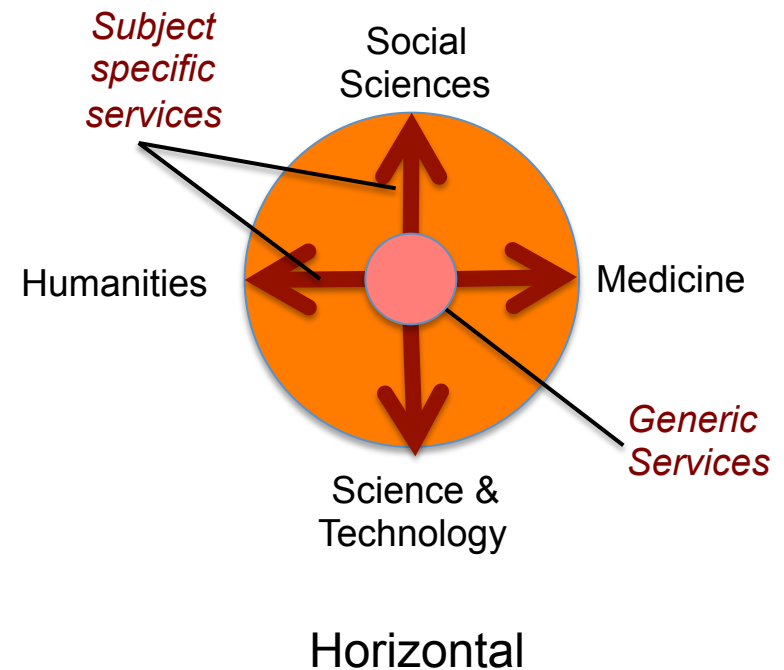 Subject
specific
services
Social
Sciences
Humanities
Medicine
Generic
Services
Science &
Technology
Horizontal